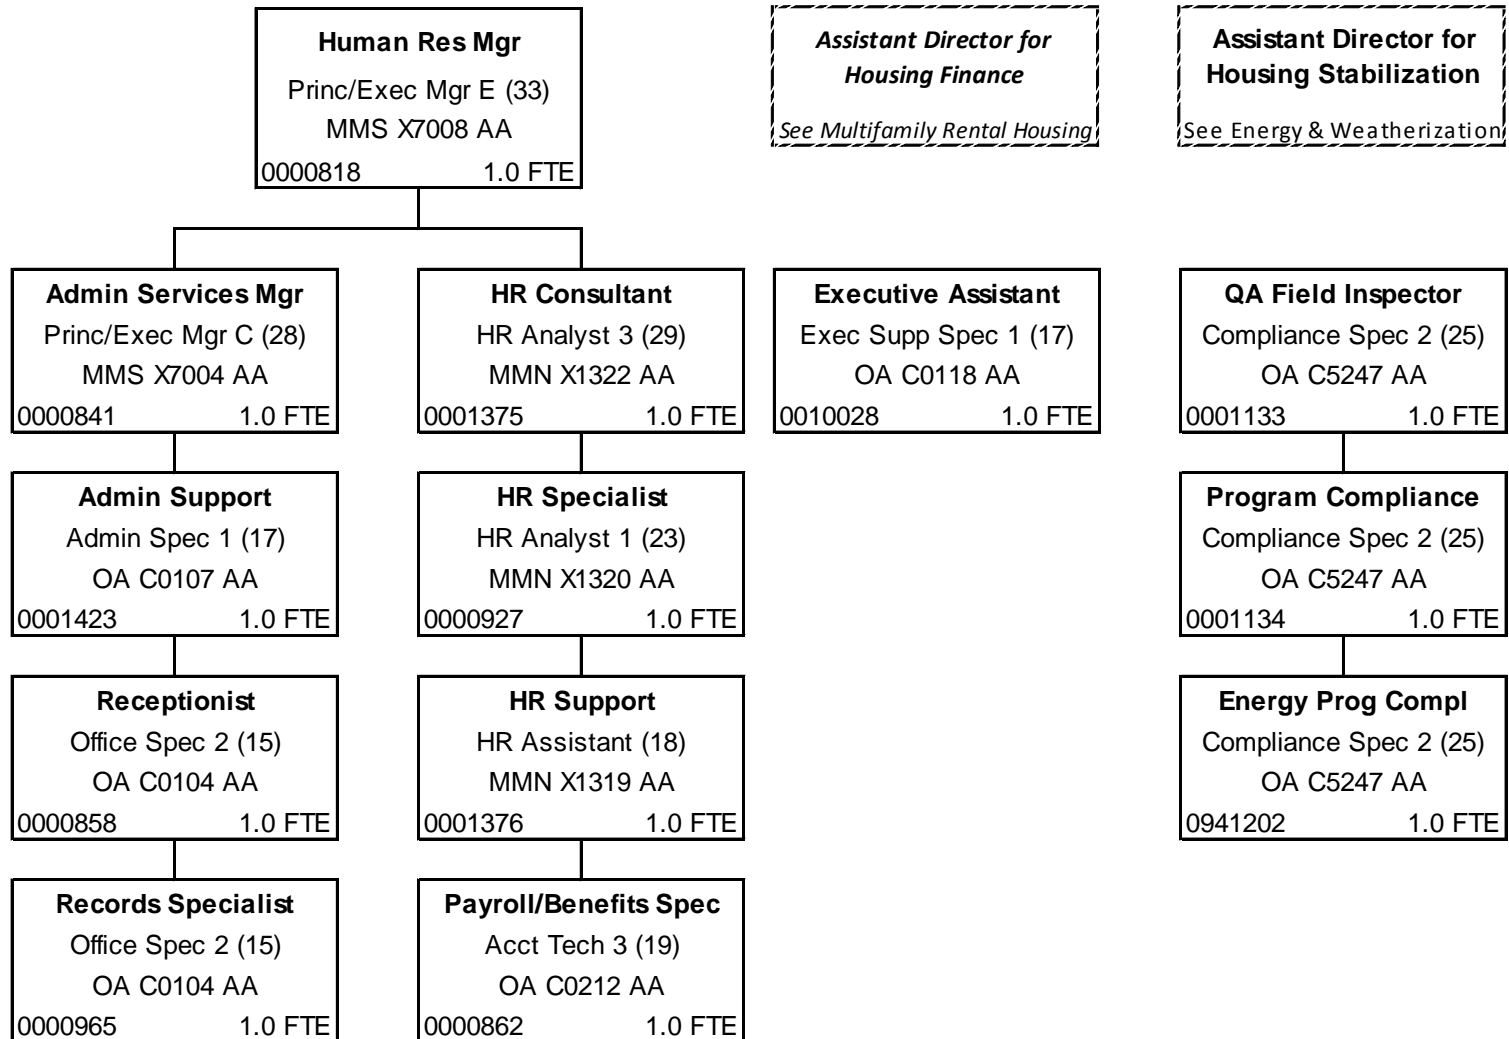 Human Res Mgr
Princ/Exec Mgr E (33)
MMS X7008 AA
0000818 1.0 FTE
Assistant Director for
Housing Finance
See Multifamily Rental Housing
Assistant Director for
Housing Stabilization
See Energy & Weatherization
Admin Services Mgr
Princ/Exec Mgr C (28)
MMS X7004 AA
0000841 1.0 FTE
HR Consultant
HR Analyst 3 (29)
MMN X1322 AA
0001375 1.0 FTE
Executive Assistant
Exec Supp Spec 1 (17)
OA C0118 AA
0010028 1.0 FTE
QA Field Inspector
Compliance Spec 2 (25)
OA C5247 AA
0001133 1.0 FTE
Admin Support
Admin Spec 1 (17)
OA C0107 AA
0001423 1.0 FTE
HR Specialist
HR Analyst 1 (23)
MMN X1320 AA
0000927 1.0 FTE
Program Compliance
Compliance Spec 2 (25)
OA C5247 AA
0001134 1.0 FTE
Receptionist
Office Spec 2 (15)
OA C0104 AA
0000858 1.0 FTE
HR Support
HR Assistant (18)
MMN X1319 AA
0001376 1.0 FTE
Energy Prog Compl
Compliance Spec 2 (25)
OA C5247 AA
0941202 1.0 FTE
Records Specialist
Office Spec 2 (15)
OA C0104 AA
0000965 1.0 FTE
Payroll/Benefits Spec
Acct Tech 3 (19)
OA C0212 AA
0000862 1.0 FTE